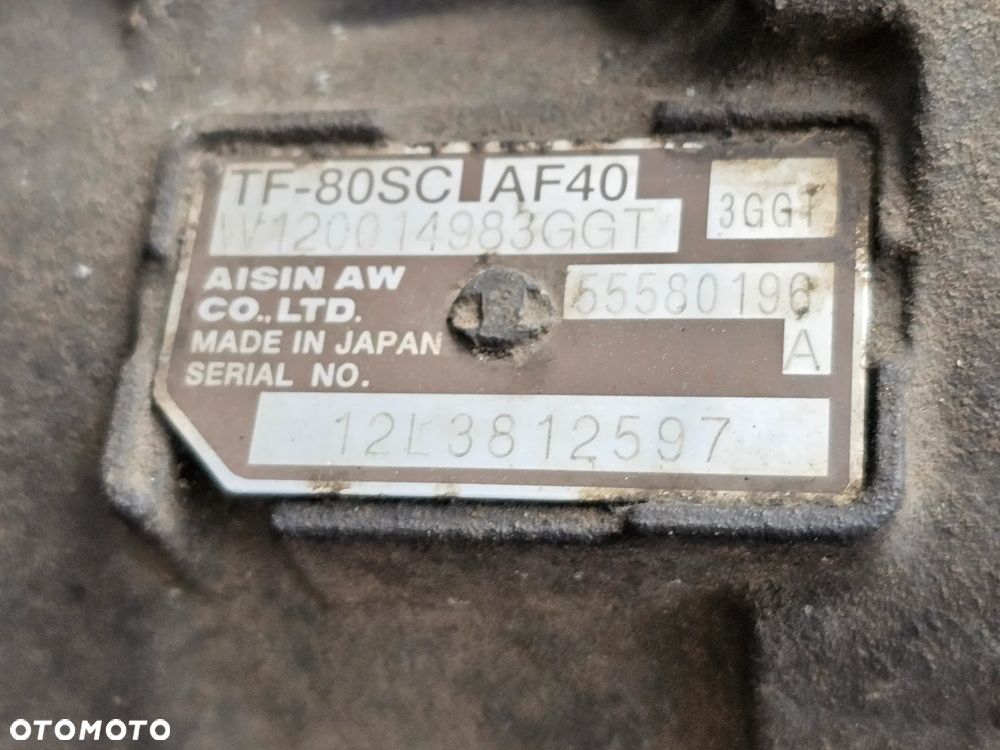 TF-80SC AF40
W120014983GGT
3GGT
AISIN AW
CO.,LTD.
55580196
MADE IN JAPAN
A
SERIAL NO.
12L3812597
OTOMOTO